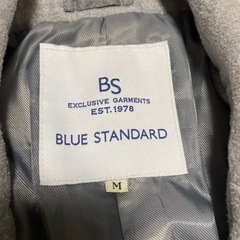 BS
EXCLUSIVE GARMENTS
EST.1978
BLUE STANDARD
M